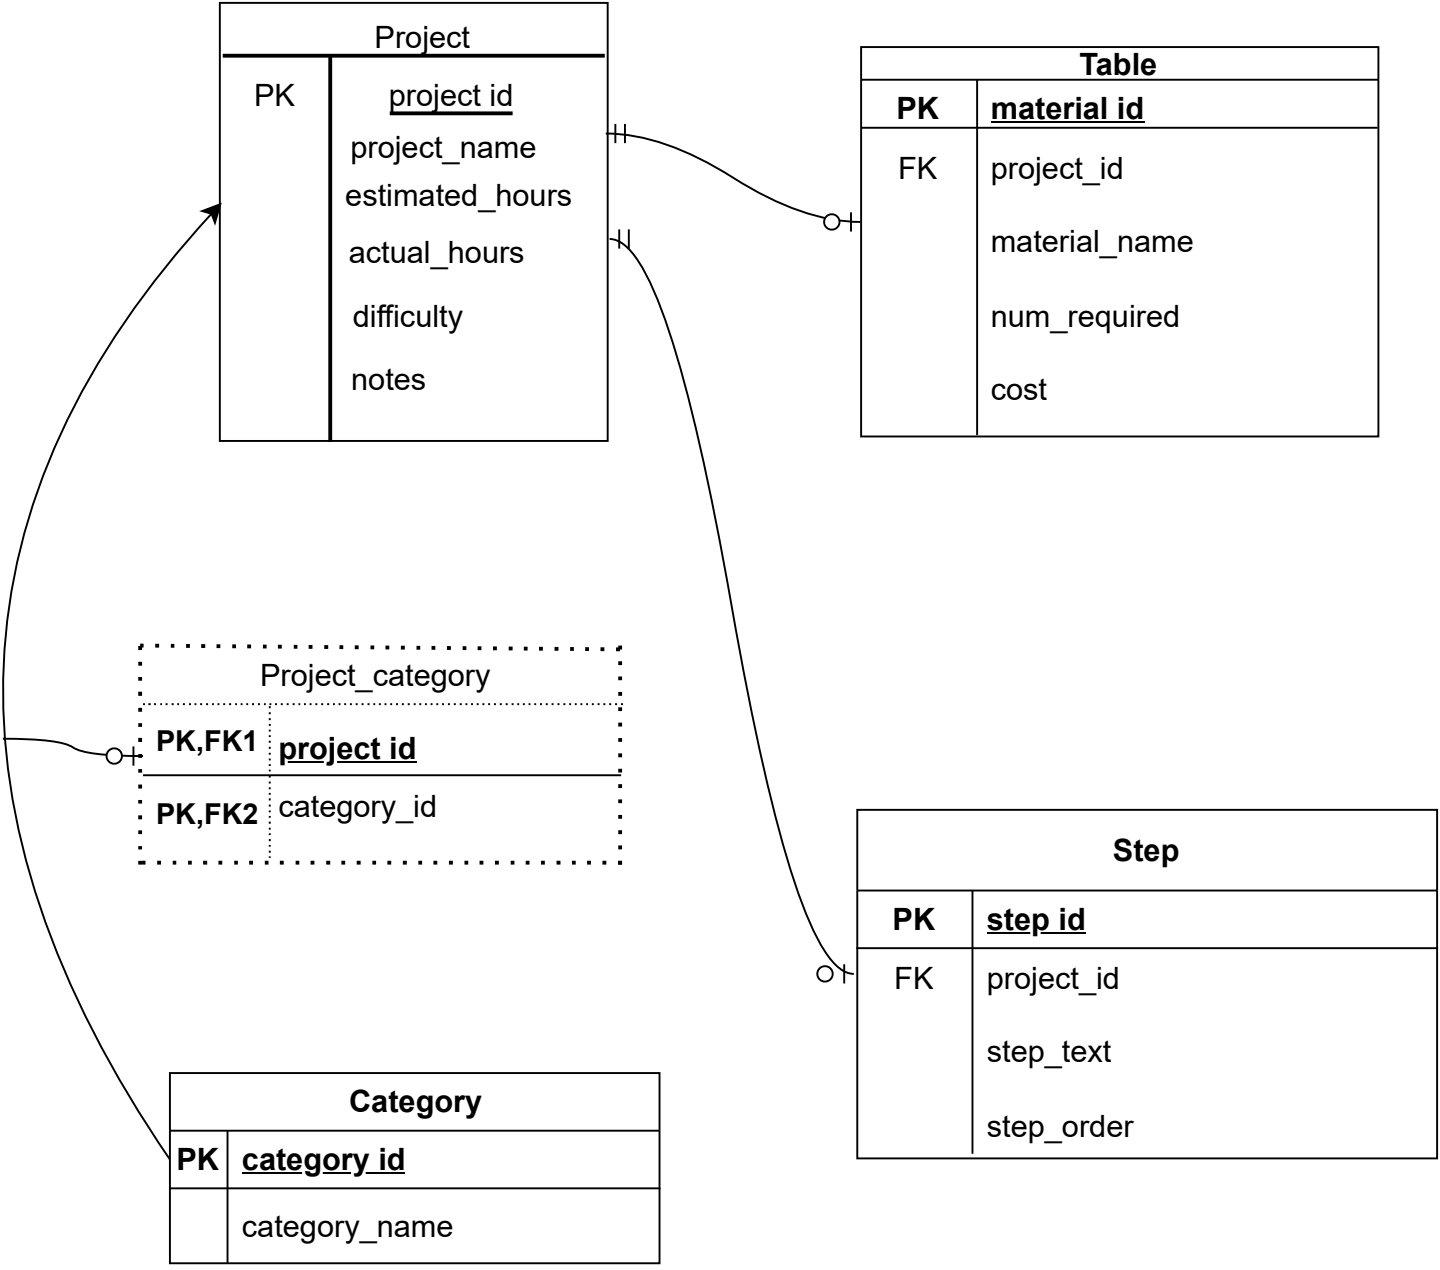 Project
PK project id
project_name
estimated_hours
actual_hours
difficulty
notes
Table
PK material id
FK project_id
material_name
num_required
cost
Project_category
PK,FK1 project id
PK,FK2 category_id
Step
PK step id
FK project_id
step_text
step_order
Category
PK category id
category_name